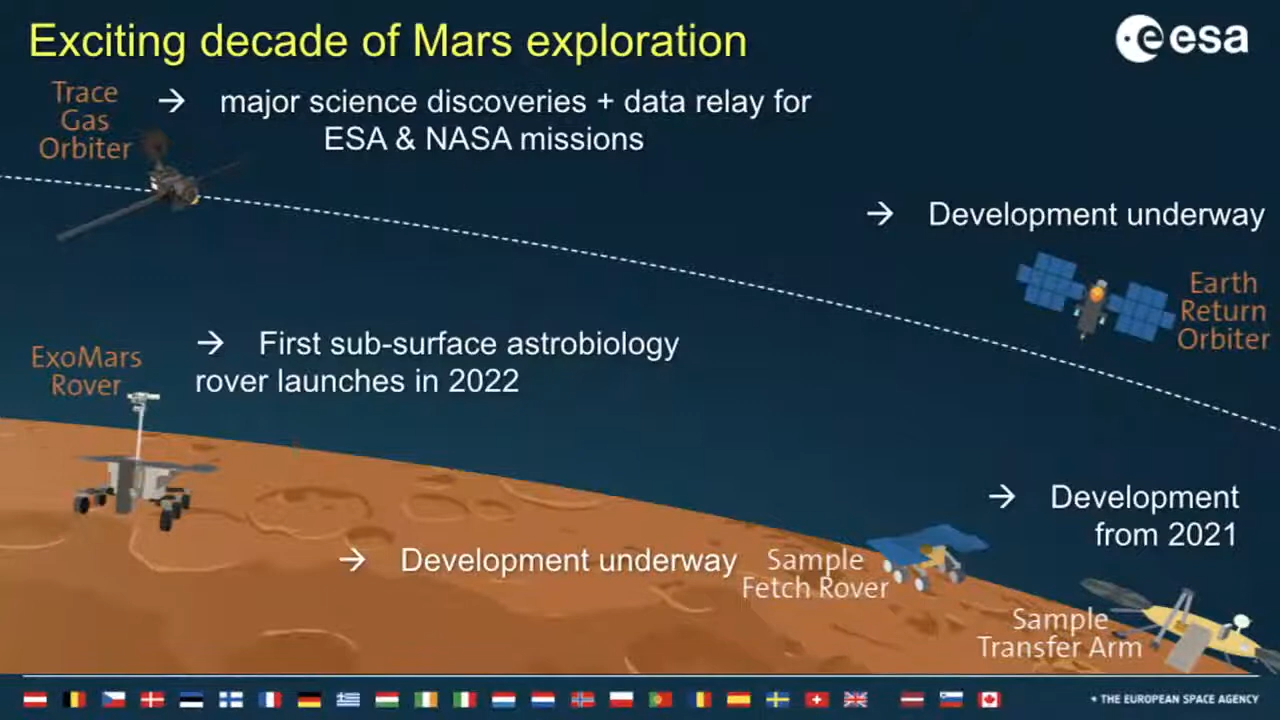 Exciting decade of Mars exploration
esa
Trace
Gas
Orbiter
→ major science discoveries + data relay for
ESA & NASA missions
→ Development underway
Earth
Return
Orbiter
ExoMars
Rover
→ First sub-surface astrobiology
rover launches in 2022
→ Development
from 2021
→ Development underway
Sample
Fetch Rover
Sample
Transfer Arm
THE EUROPEAN SPACE AGENCY